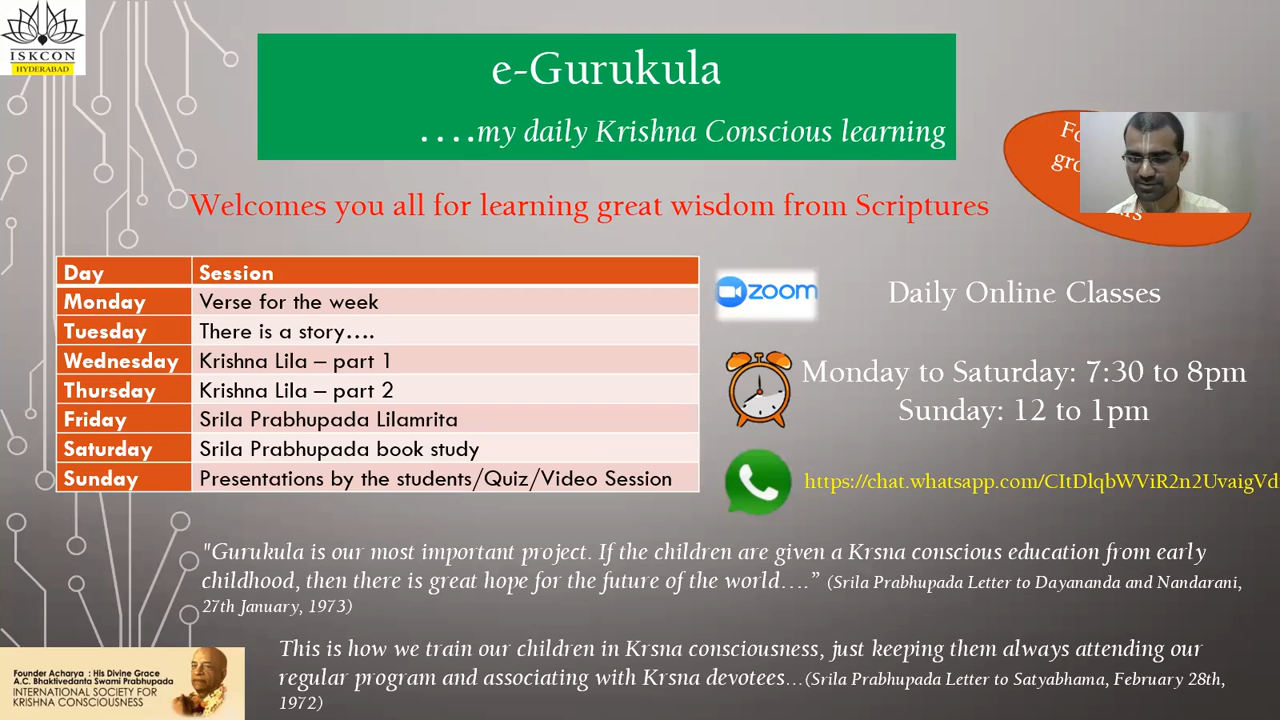 ISKCON
HYDERABAD
e-Gurukula
....my daily Krishna Conscious learning
Welcomes you all for learning great wisdom from Scriptures
Day Session
Monday Verse for the week
Tuesday There is a story....
Wednesday Krishna Lila – part 1
Thursday Krishna Lila – part 2
Friday Srila Prabhupada Lilamrita
Saturday Srila Prabhupada book study
Sunday Presentations by the students/Quiz/Video Session
zoom
Daily Online Classes
Monday to Saturday: 7:30 to 8pm
Sunday: 12 to 1pm
"Gurukula is our most important project. If the children are given a Krsna conscious education from early
childhood, then there is great hope for the future of the world....” (Srila Prabhupada Letter to Dayananda and Nandarani,
27th January, 1973)
This is how we train our children in Krsna consciousness, just keeping them always attending our
regular program and associating with Krsna devotees...(Srila Prabhupada Letter to Satyabhama, February 28th,
1972)
Founder Acharya : His Divine Grace
A.C. Bhaktivedanta Swami Prabhupada
INTERNATIONAL SOCIETY FOR
KRISHNA CONSCIOUSNESS